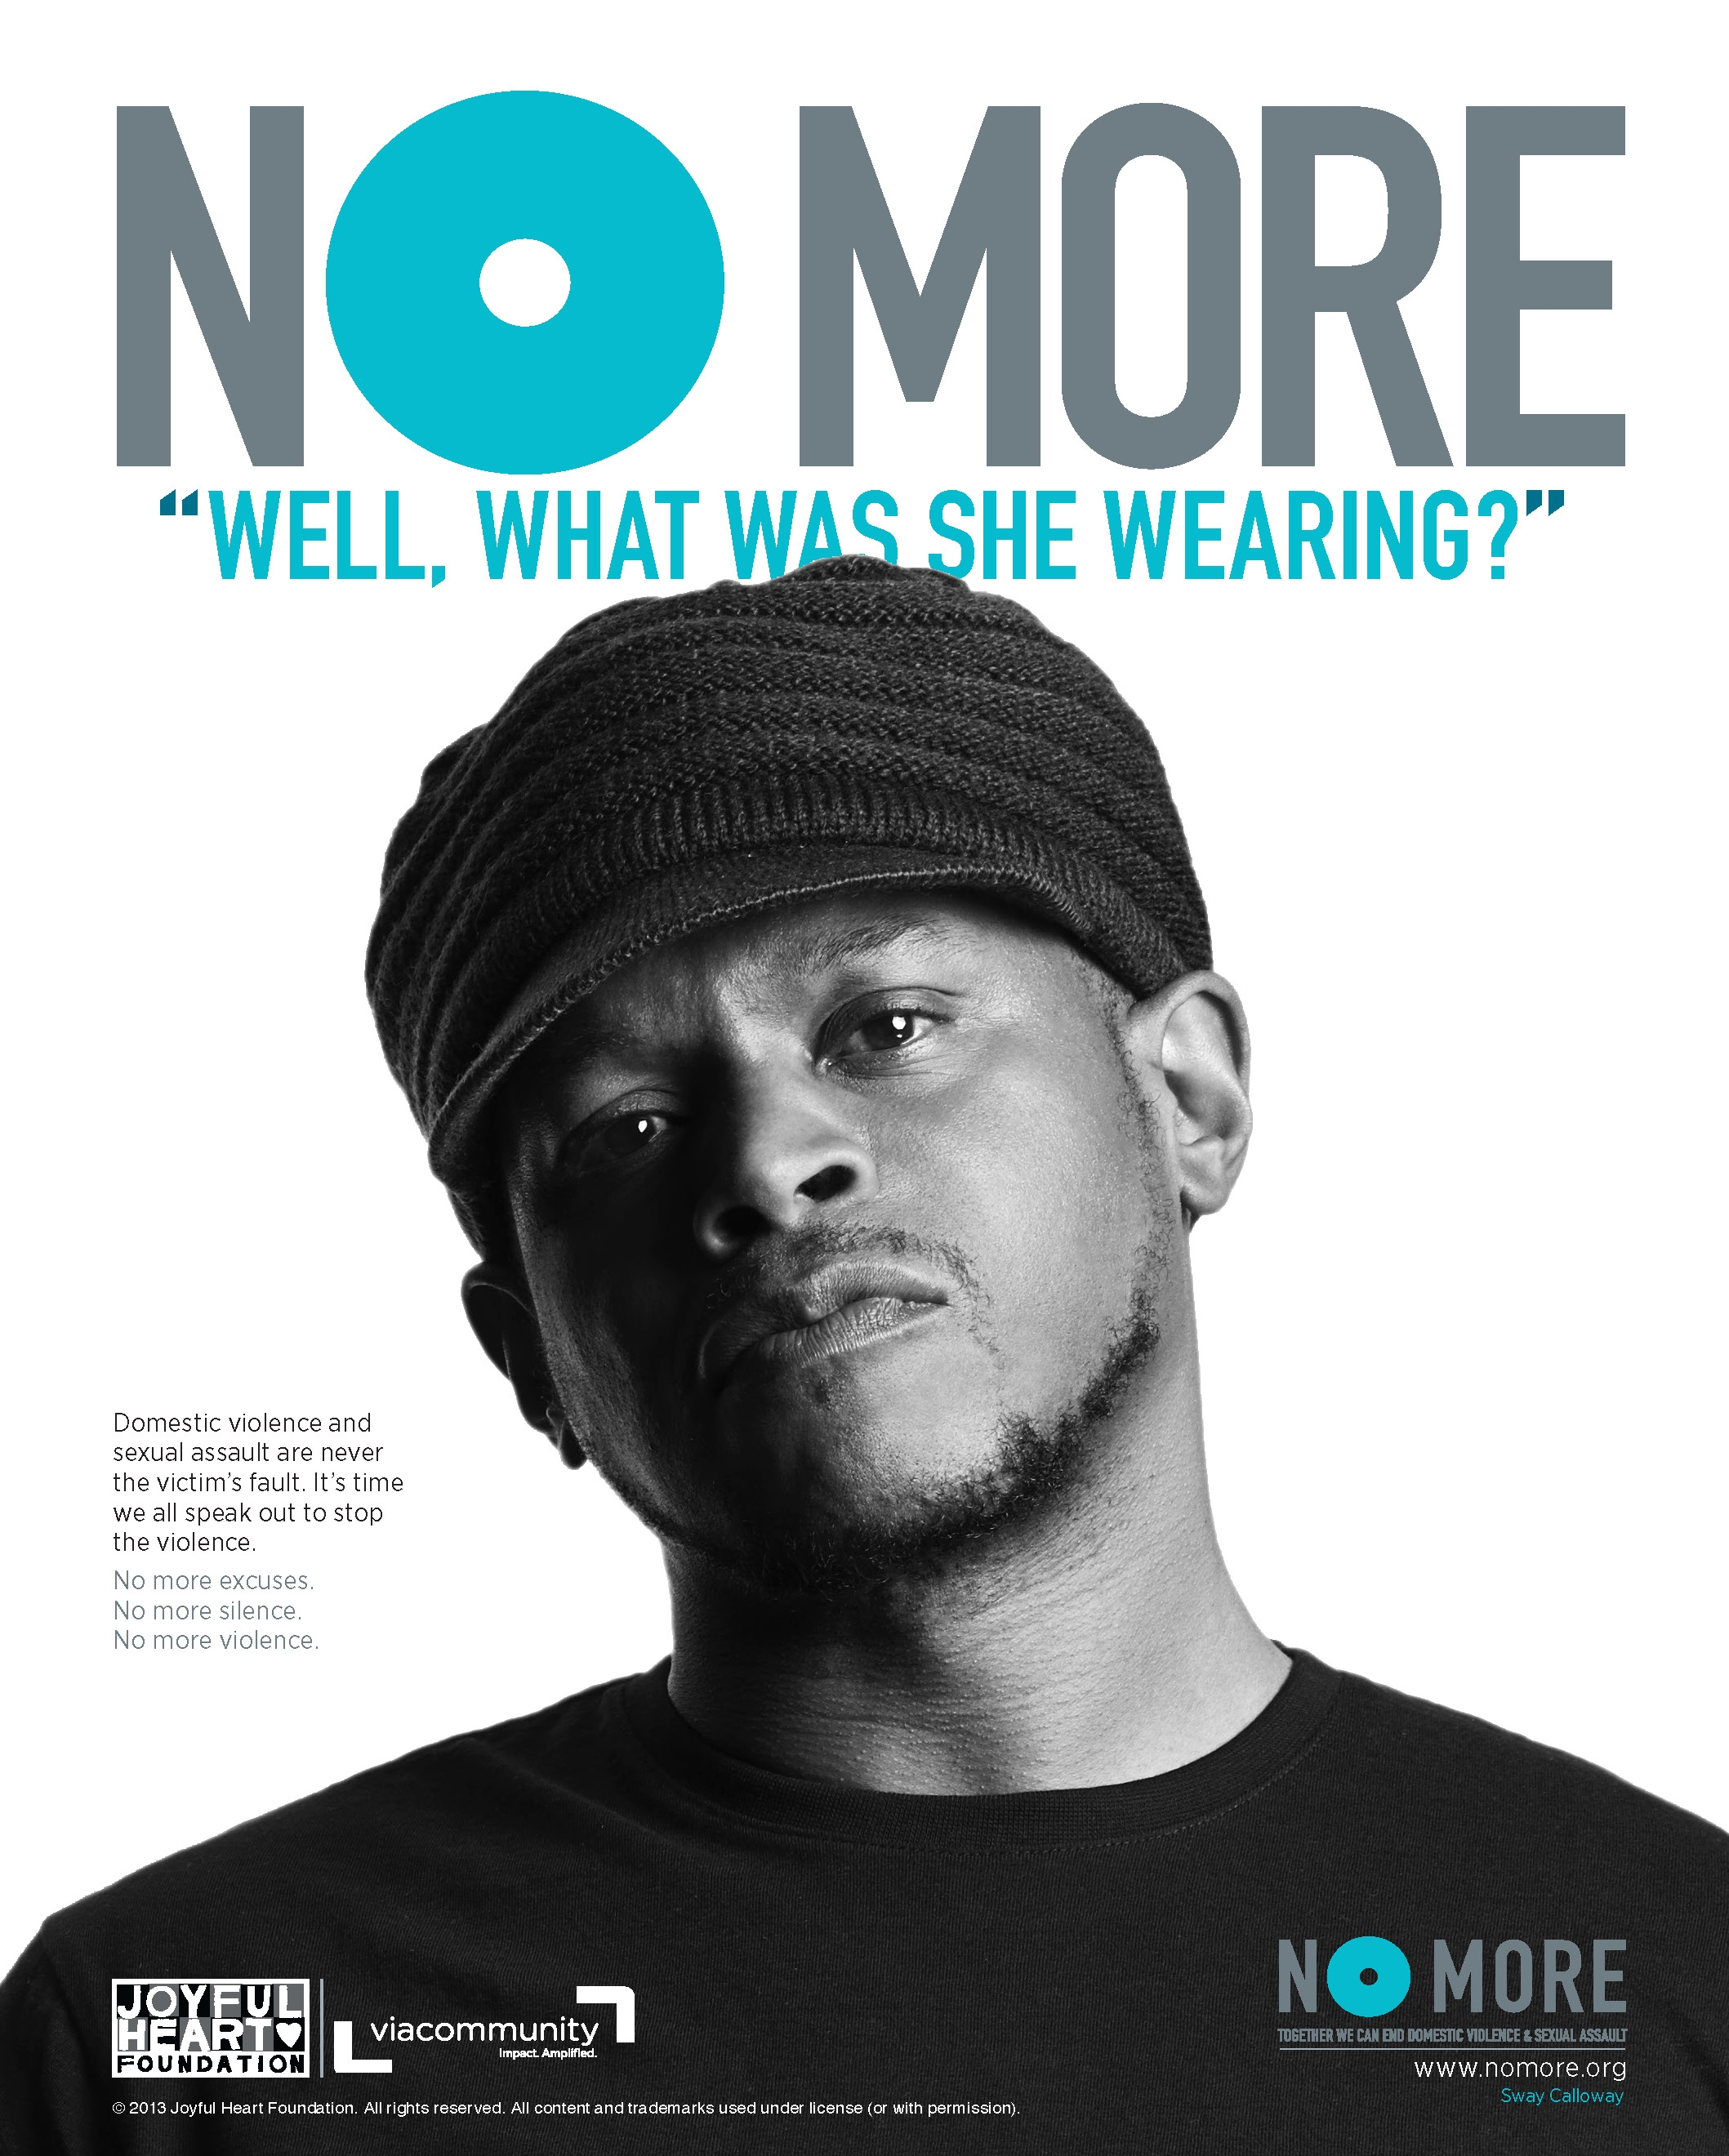 NO MORE
“WELL, WHAT WAS SHE WEARING?”
Domestic violence and
sexual assault are never
the victim’s fault. It’s time
we all speak out to stop
the violence.
No more excuses.
No more silence.
No more violence.
JOYFUL
HEART
FOUNDATION
viacommunity
Impact. Amplified.
© 2013 Joyful Heart Foundation. All rights reserved. All content and trademarks used under license (or with permission).
NO MORE
TOGETHER WE CAN END DOMESTIC VIOLENCE & SEXUAL ASSAULT
www.nomore.org
Sway Calloway